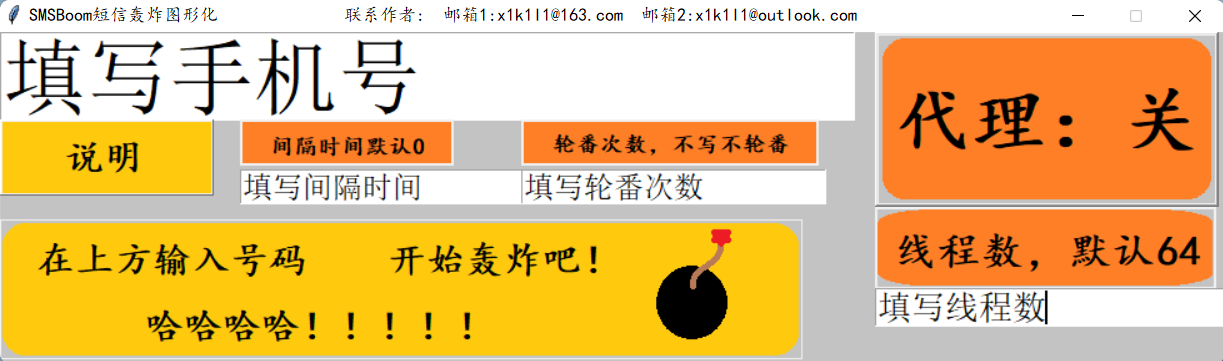 SMSBoom短信轰炸图形化 联系作者： 邮箱1:x1k1l1@163.com 邮箱2:x1k1l1@outlook.com
填写手机号
代理：关
说明
间隔时间默认0
轮番次数，不写不轮番
填写间隔时间
填写轮番次数
线程数，默认64
填写线程数
在上方输入号码 开始轰炸吧！
哈哈哈哈！！！！！